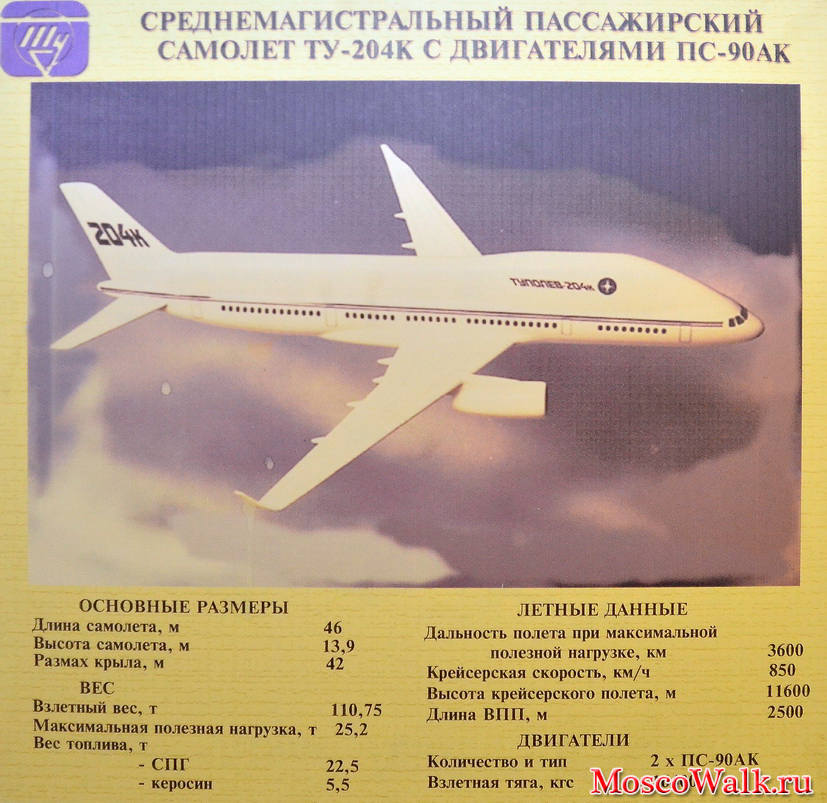 Ту
СРЕДНЕМАГИСТРАЛЬНЫЙ ПАССАЖИРСКИЙ
САМОЛЕТ ТУ-204К С ДВИГАТЕЛЯМИ ПС-90АК
204К
ТУПОЛЕВ-204К
ОСНОВНЫЕ РАЗМЕРЫ
Длина самолета, м 46
Высота самолета, м 13,9
Размах крыла, м 42
ВЕС
Взлетный вес, т 110,75
Максимальная полезная нагрузка, т 25,2
Вес топлива, т
- СПГ 22,5
- керосин 5,5
ЛЕТНЫЕ ДАННЫЕ
Дальность полета при максимальной
полезной нагрузке, км 3600
Крейсерская скорость, км/ч 850
Высота крейсерского полета, м 11600
Длина ВПП, м 2500
ДВИГАТЕЛИ
Количество и тип 2 x ПС-90АК
Взлетная тяга, кгс
MoscoWalk.ru